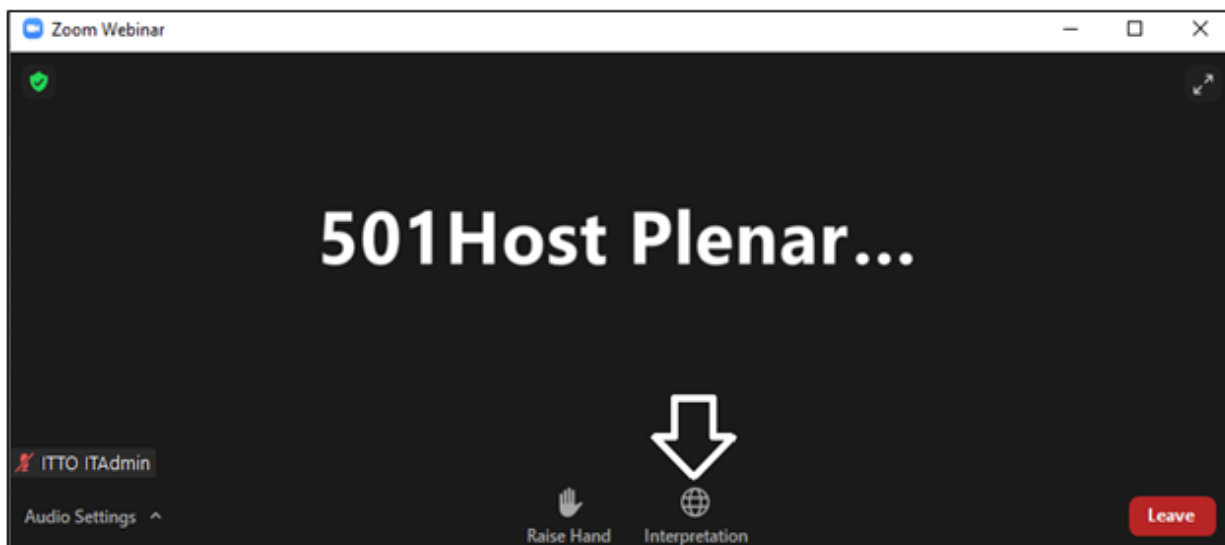 Zoom Webinar
501Host Plenar...
ITTO ITAdmin
Audio Settings
Raise Hand
Interpretation
Leave